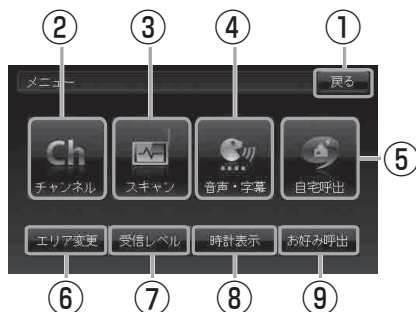 ② ③ ④ ①
メニュー 戻る
Ch
チャンネル スキャン 音声・字幕 自宅呼出 ⑤
エリア変更 受信レベル 時計表示 お好み呼出
⑥ ⑦ ⑧ ⑨